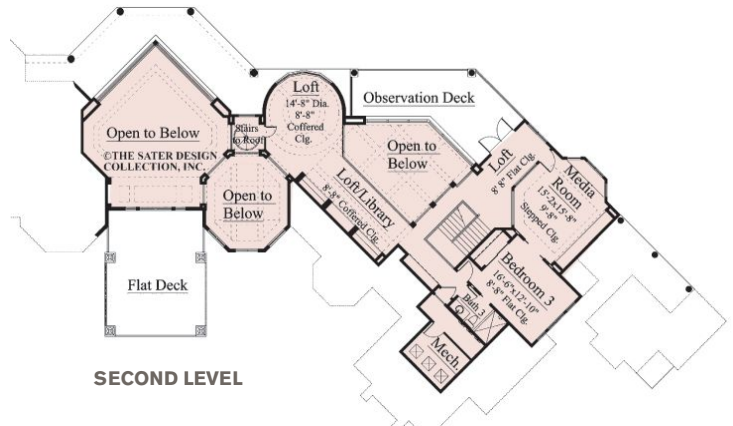 Loft
14'-8" Dia.
8'-8"
Coffered
Clg.
Observation Deck
Open to Below
©THE SATER DESIGN
COLLECTION, INC.
Stairs
to Roof
Open to
Below
Open to
Below
Loft
8'8" Flat Clg.
Media
Room
15'-2x15'-8"
9'-8"
Stepped Clg.
Loft/Library
8'-8" Coffered Clg.
Flat Deck
Bedroom 3
16'-6"x12'-10"
8'-8" Flat Clg.
Bath 3
Mech.
SECOND LEVEL